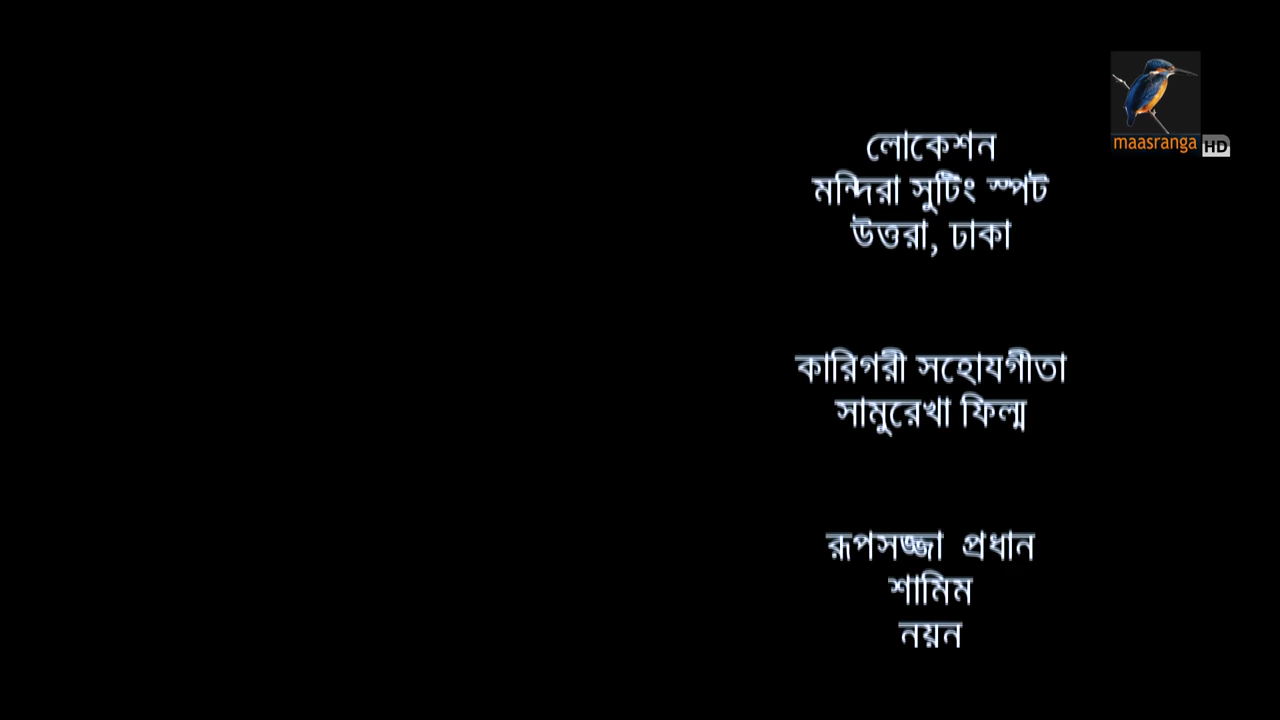 maasranga HD
লোকেশন
মন্দিরা সুটিং স্পট
উত্তরা, ঢাকা
কারিগরী সহোযগীতা
সামুরেখা ফিল্ম
রূপসজ্জা প্রধান
শামিম
নয়ন